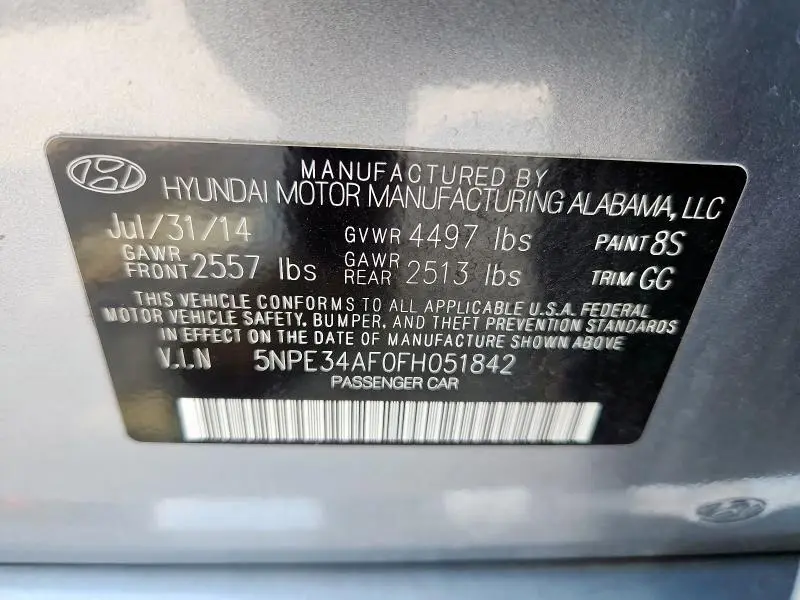 MANUFACTURED BY
HYUNDAI MOTOR MANUFACTURING ALABAMA, LLC
Jul/31/14 GVWR 4497 lbs PAINT 8S
GAWR FRONT 2557 lbs GAWR REAR 2513 lbs TRIM GG
THIS VEHICLE CONFORMS TO ALL APPLICABLE U.S.A. FEDERAL
MOTOR VEHICLE SAFETY, BUMPER, AND THEFT PREVENTION STANDARDS
IN EFFECT ON THE DATE OF MANUFACTURE SHOWN ABOVE
V.I.N 5NPE34AF0FH051842
PASSENGER CAR